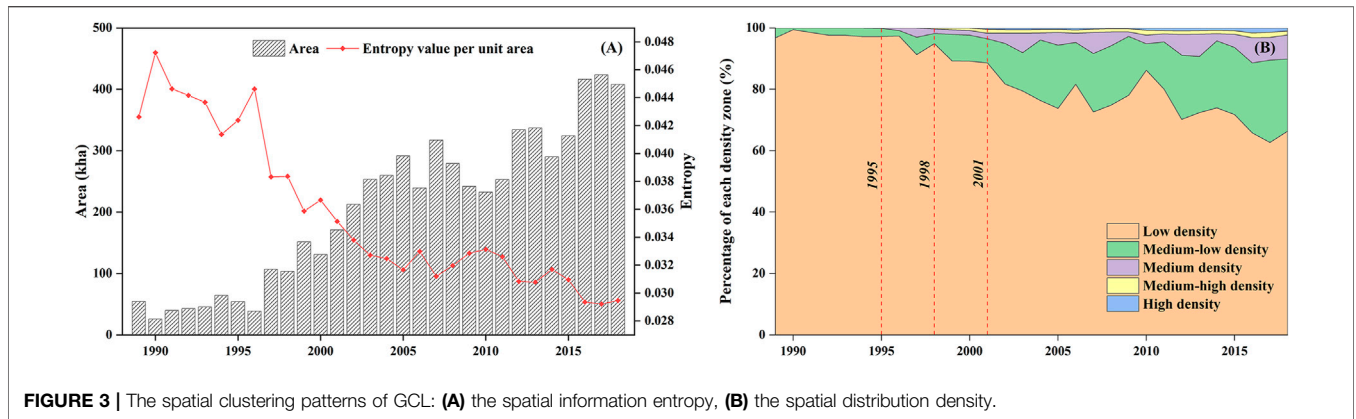 500
400
300
200
100
0
Area (kha)
Area
Entropy value per unit area
(A)
0.048
0.046
0.044
0.042
0.040
0.038
0.036
0.034
0.032
0.030
0.028
Entropy
1990
1995
2000
2005
2010
2015
100
80
60
40
20
0
Percentage of each density zone (%)
(B)
1995
1998
2001
Low density
Medium-low density
Medium density
Medium-high density
High density
1990
1995
2000
2005
2010
2015
FIGURE 3 | The spatial clustering patterns of GCL: (A) the spatial information entropy, (B) the spatial distribution density.